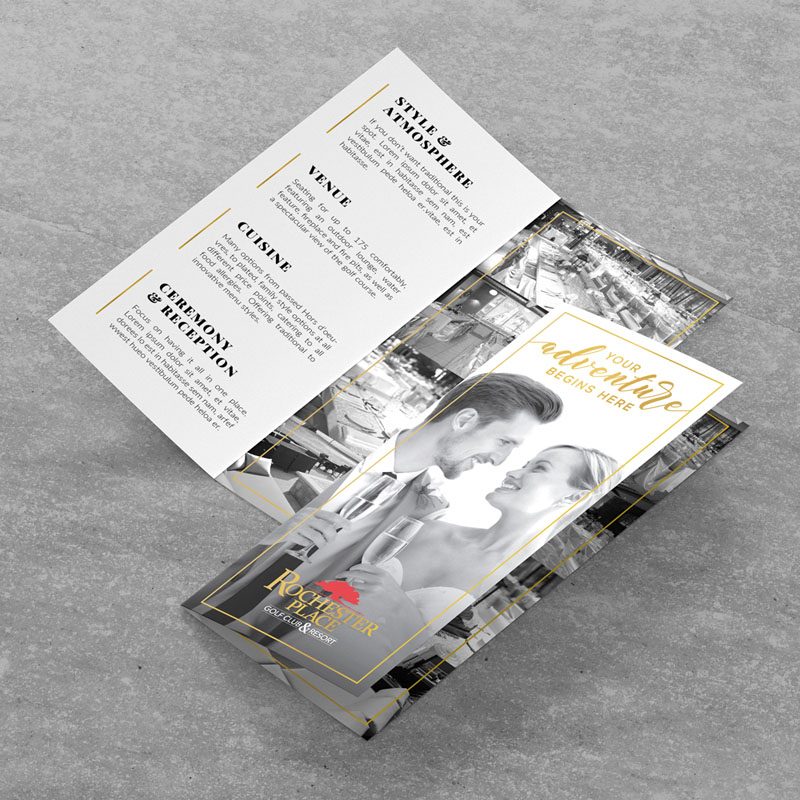 STYLE &
ATMOSPHERE
If you don't want traditional this is your
spot. Lorem ipsum dolor sit amet, et
vitae, est in habitasse sem nam, est
vestibulum pede heloa er.vitae, est in
habitasse.
VENUE
Seating for up to 175 comfortably,
featuring an outdoor lounge, water
feature, fireplace and fire pits, as well as
a spectacular view of the golf course.
CUISINE
Many options from passed Hors d'oeu-
vres, to plated, family style options at all
different price points, catering to all
food allergies. Offering traditional to
innovative menu styles.
CEREMONY
& RECEPTION
Focus on having it all in one place.
Lorem ipsum dolor sit amet, et vitae,
dorees to est in habitasse sem nam, arfef
wwest hueo vestibulum pede heloa er.
YOUR
adventure
BEGINS HERE
ROCHESTER
PLACE
GOLF CLUB & RESORT